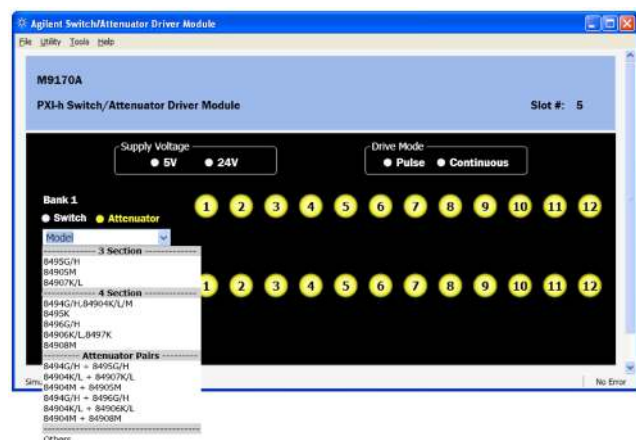 Agilent Switch/Attenuator Driver Module
File Utility Tools Help
M9170A
PXI-h Switch/Attenuator Driver Module Slot #: 5
Supply Voltage
5V 24V
Drive Mode
Pulse Continuous
Bank 1
Switch Attenuator
1 2 3 4 5 6 7 8 9 10 11 12
Model
---------- 3 Section ----------
8495G/H
84905M
84907K/L
1 2 3 4 5 6 7 8 9 10 11 12
---------- 4 Section ----------
8494G/H,84904K/L/M
8495K
8496G/H
84906K/L,8497K
84908M
---------- Attenuator Pairs ----------
8494G/H + 8495G/H
84904K/L + 84907K/L
84904M + 84905M
8494G/H + 8496G/H
84904K/L + 84906K/L
84904M + 84908M
Others
No Error